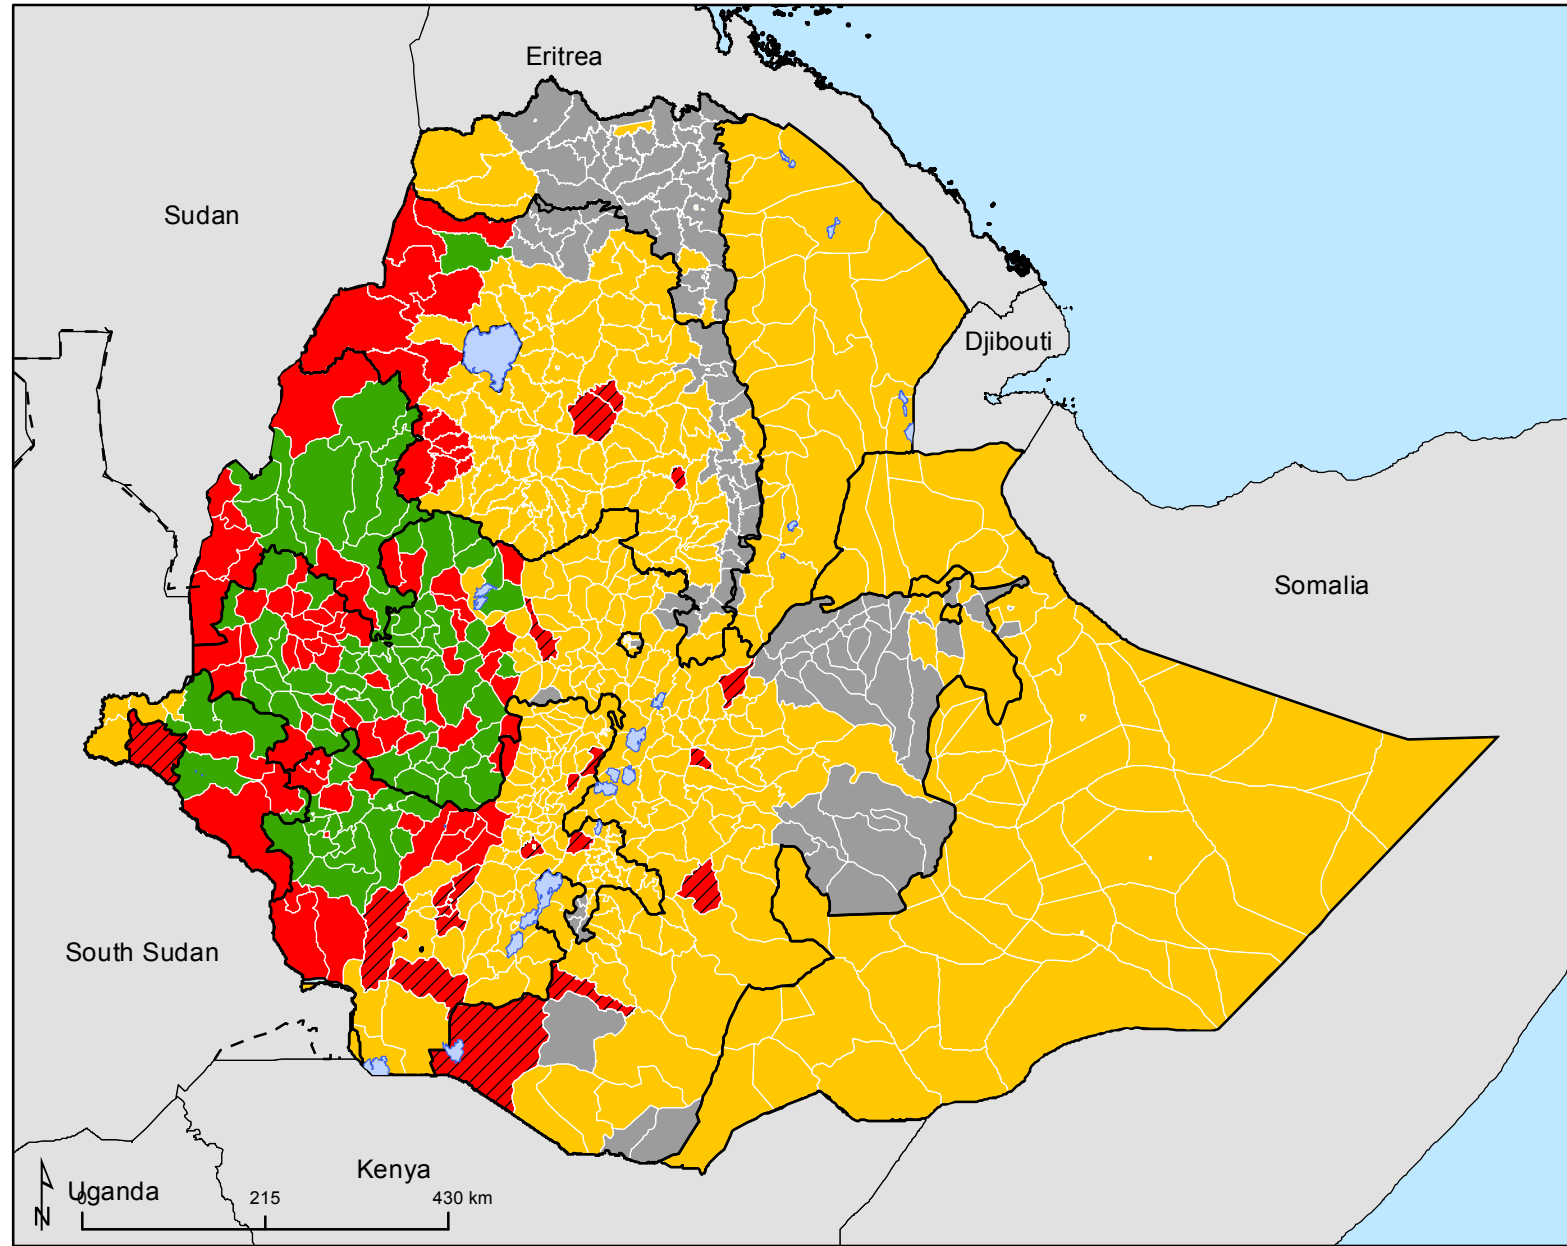 Eritrea
Sudan
Djibouti
Somalia
South Sudan
Kenya
Uganda
0 215 430 km
N